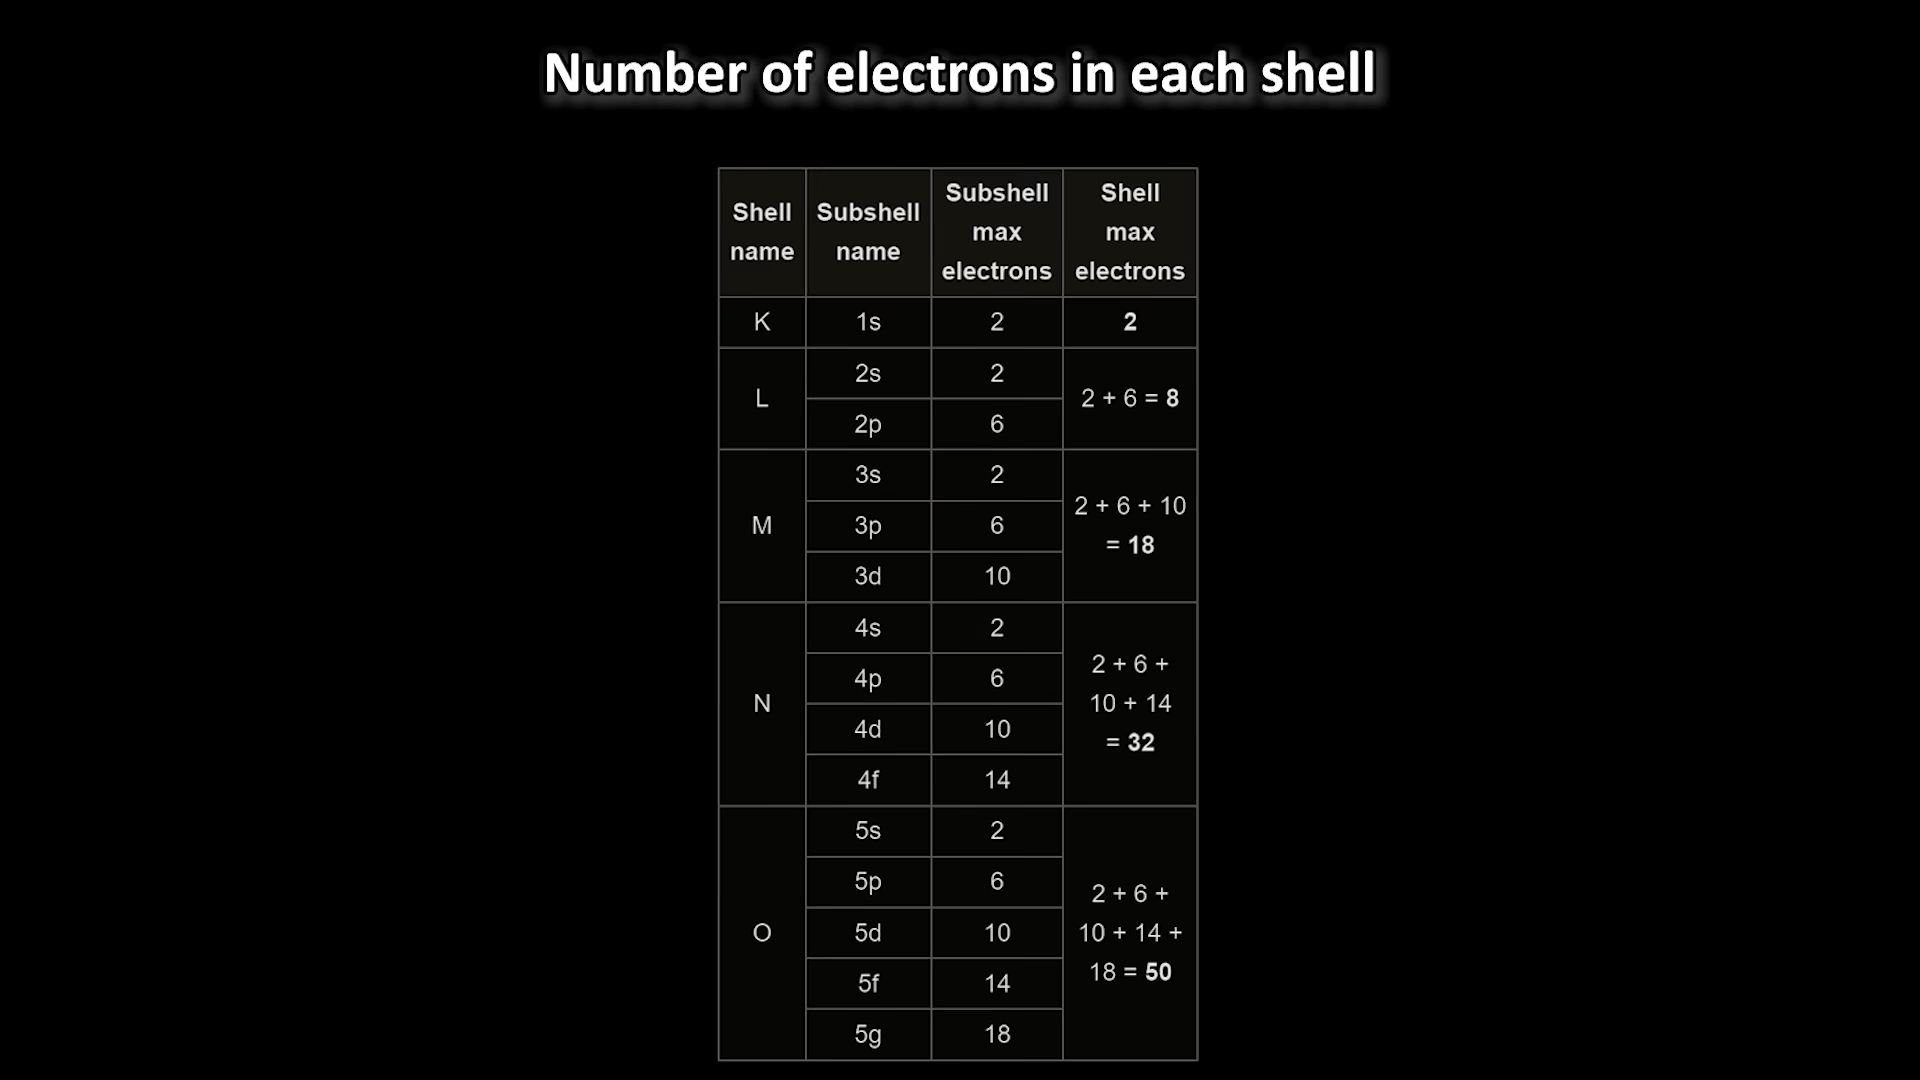 Number of electrons in each shell
Shell name | Subshell name | Subshell max electrons | Shell max electrons
K | 1s | 2 | 2
L | 2s | 2 | 2 + 6 = 8
2p | 6
M | 3s | 2 | 2 + 6 + 10 = 18
3p | 6
3d | 10
N | 4s | 2 | 2 + 6 + 10 + 14 = 32
4p | 6
4d | 10
4f | 14
O | 5s | 2 | 2 + 6 + 10 + 14 + 18 = 50
5p | 6
5d | 10
5f | 14
5g | 18